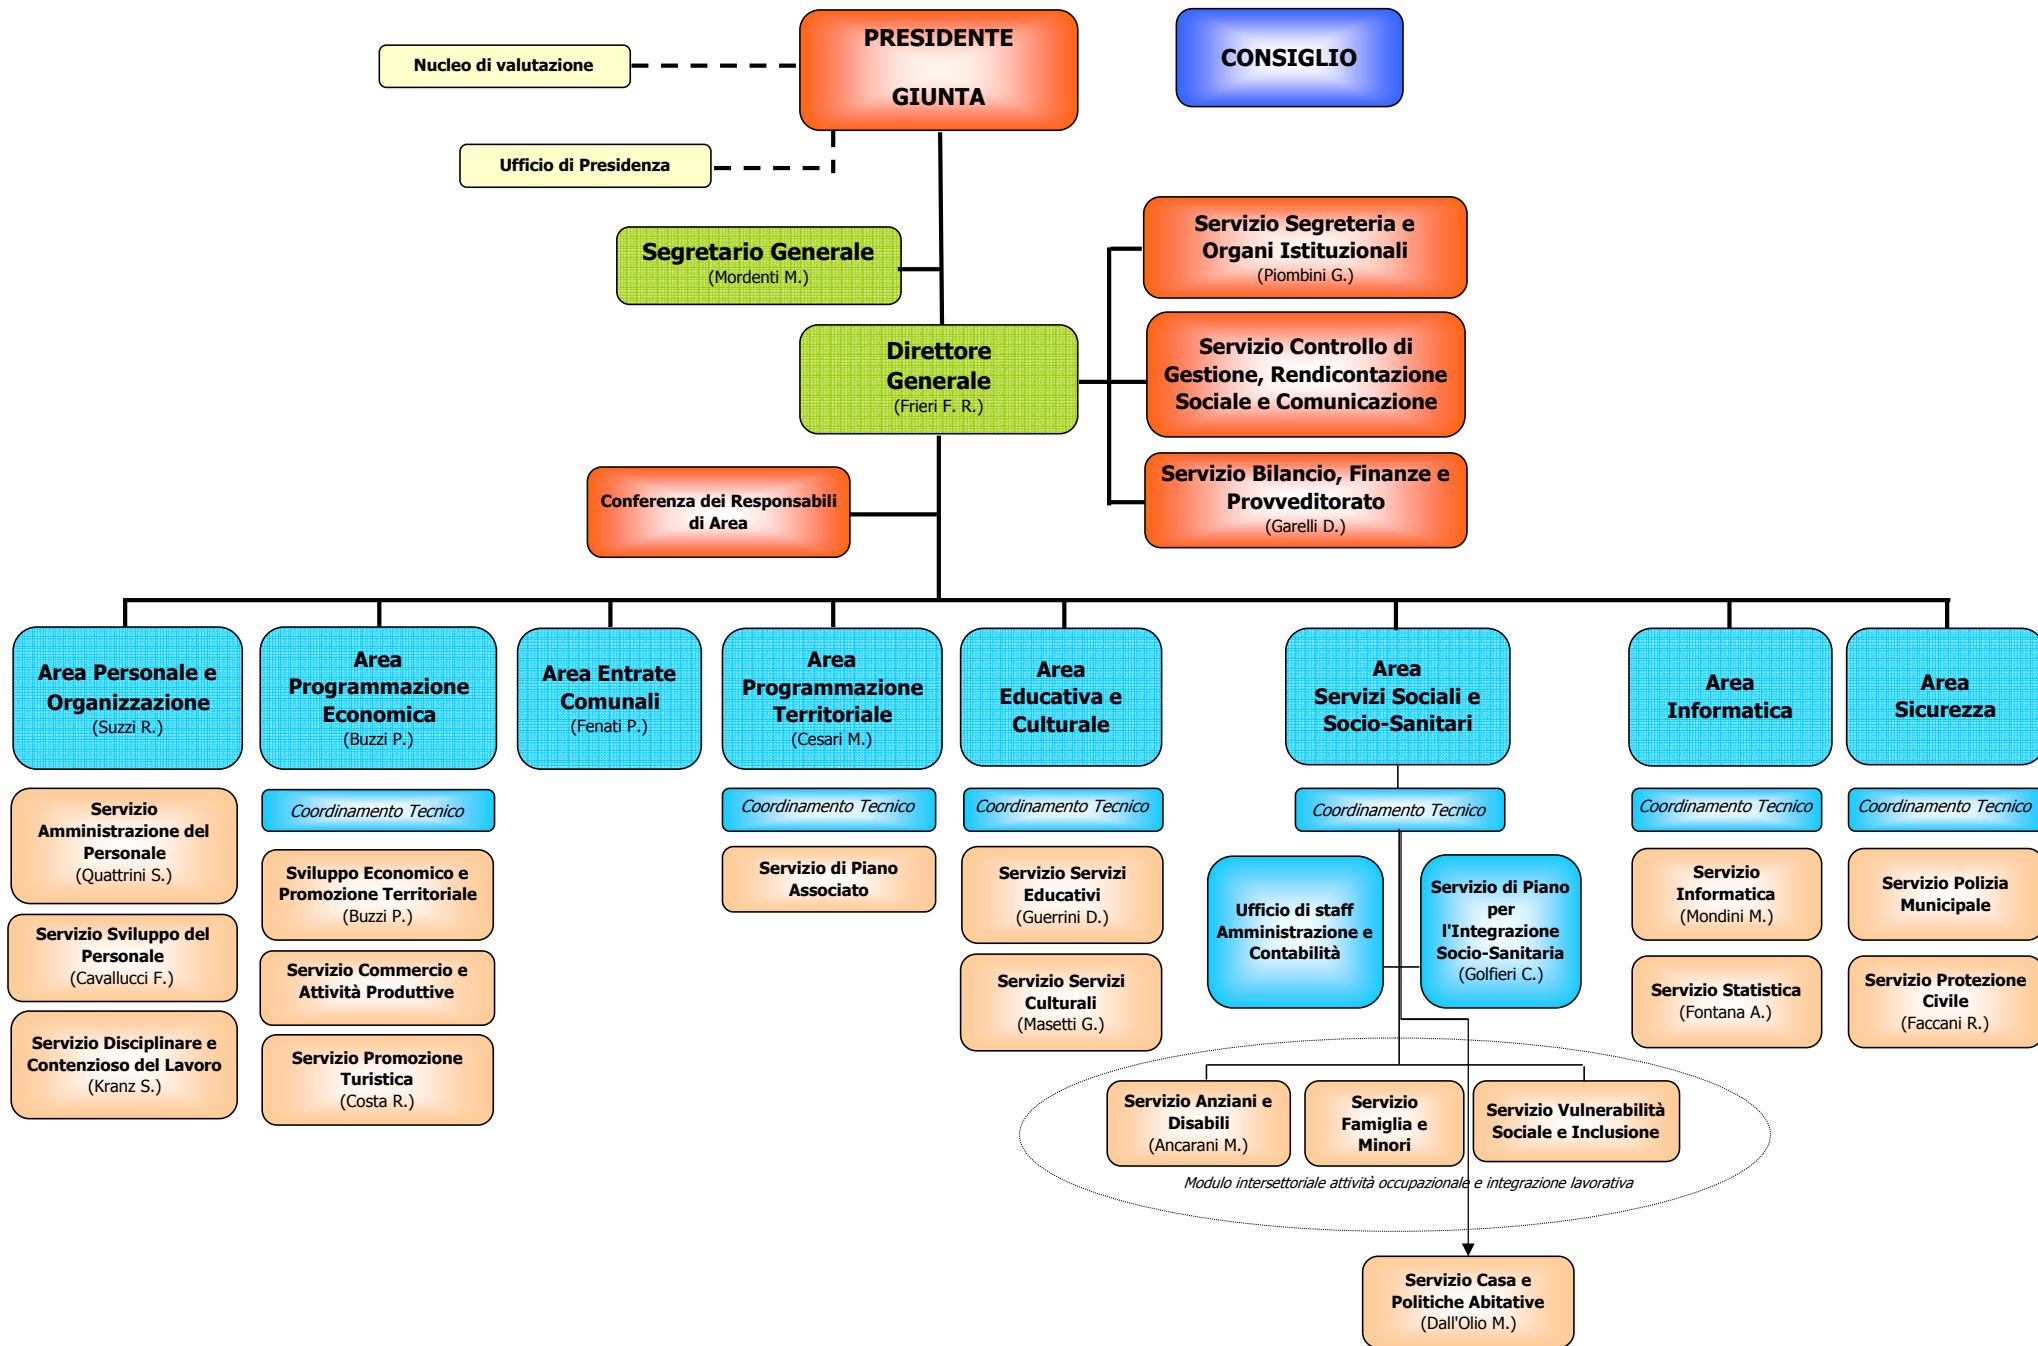 PRESIDENTE
GIUNTA
CONSIGLIO
Nucleo di valutazione
Ufficio di Presidenza
Segretario Generale
(Mordenti M.)
Servizio Segreteria e
Organi Istituzionali
(Piombini G.)
Direttore
Generale
(Frieri F. R.)
Servizio Controllo di
Gestione, Rendicontazione
Sociale e Comunicazione
Servizio Bilancio, Finanze e
Provveditorato
(Garelli D.)
Conferenza dei Responsabili
di Area
Area Personale e
Organizzazione
(Suzzi R.)
Area
Programmazione
Economica
(Buzzi P.)
Area Entrate
Comunali
(Fenati P.)
Area
Programmazione
Territoriale
(Cesari M.)
Area
Educativa e
Culturale
Area
Servizi Sociali e
Socio-Sanitari
Area
Informatica
Area
Sicurezza
Servizio
Amministrazione del
Personale
(Quattrini S.)
Servizio Sviluppo del
Personale
(Cavallucci F.)
Servizio Disciplinare e
Contenzioso del Lavoro
(Kranz S.)
Coordinamento Tecnico
Sviluppo Economico e
Promozione Territoriale
(Buzzi P.)
Servizio Commercio e
Attività Produttive
Servizio Promozione
Turistica
(Costa R.)
Coordinamento Tecnico
Servizio di Piano
Associato
Coordinamento Tecnico
Servizio Servizi
Educativi
(Guerrini D.)
Servizio Servizi
Culturali
(Masetti G.)
Coordinamento Tecnico
Ufficio di staff
Amministrazione e
Contabilità
Servizio di Piano
per
l'Integrazione
Socio-Sanitaria
(Golfieri C.)
Servizio Anziani e
Disabili
(Ancarani M.)
Servizio
Famiglia e
Minori
Servizio Vulnerabilità
Sociale e Inclusione
Modulo intersettoriale attività occupazionale e integrazione lavorativa
Servizio Casa e
Politiche Abitative
(Dall'Olio M.)
Coordinamento Tecnico
Servizio
Informatica
(Mondini M.)
Servizio Statistica
(Fontana A.)
Coordinamento Tecnico
Servizio Polizia
Municipale
Servizio Protezione
Civile
(Faccani R.)